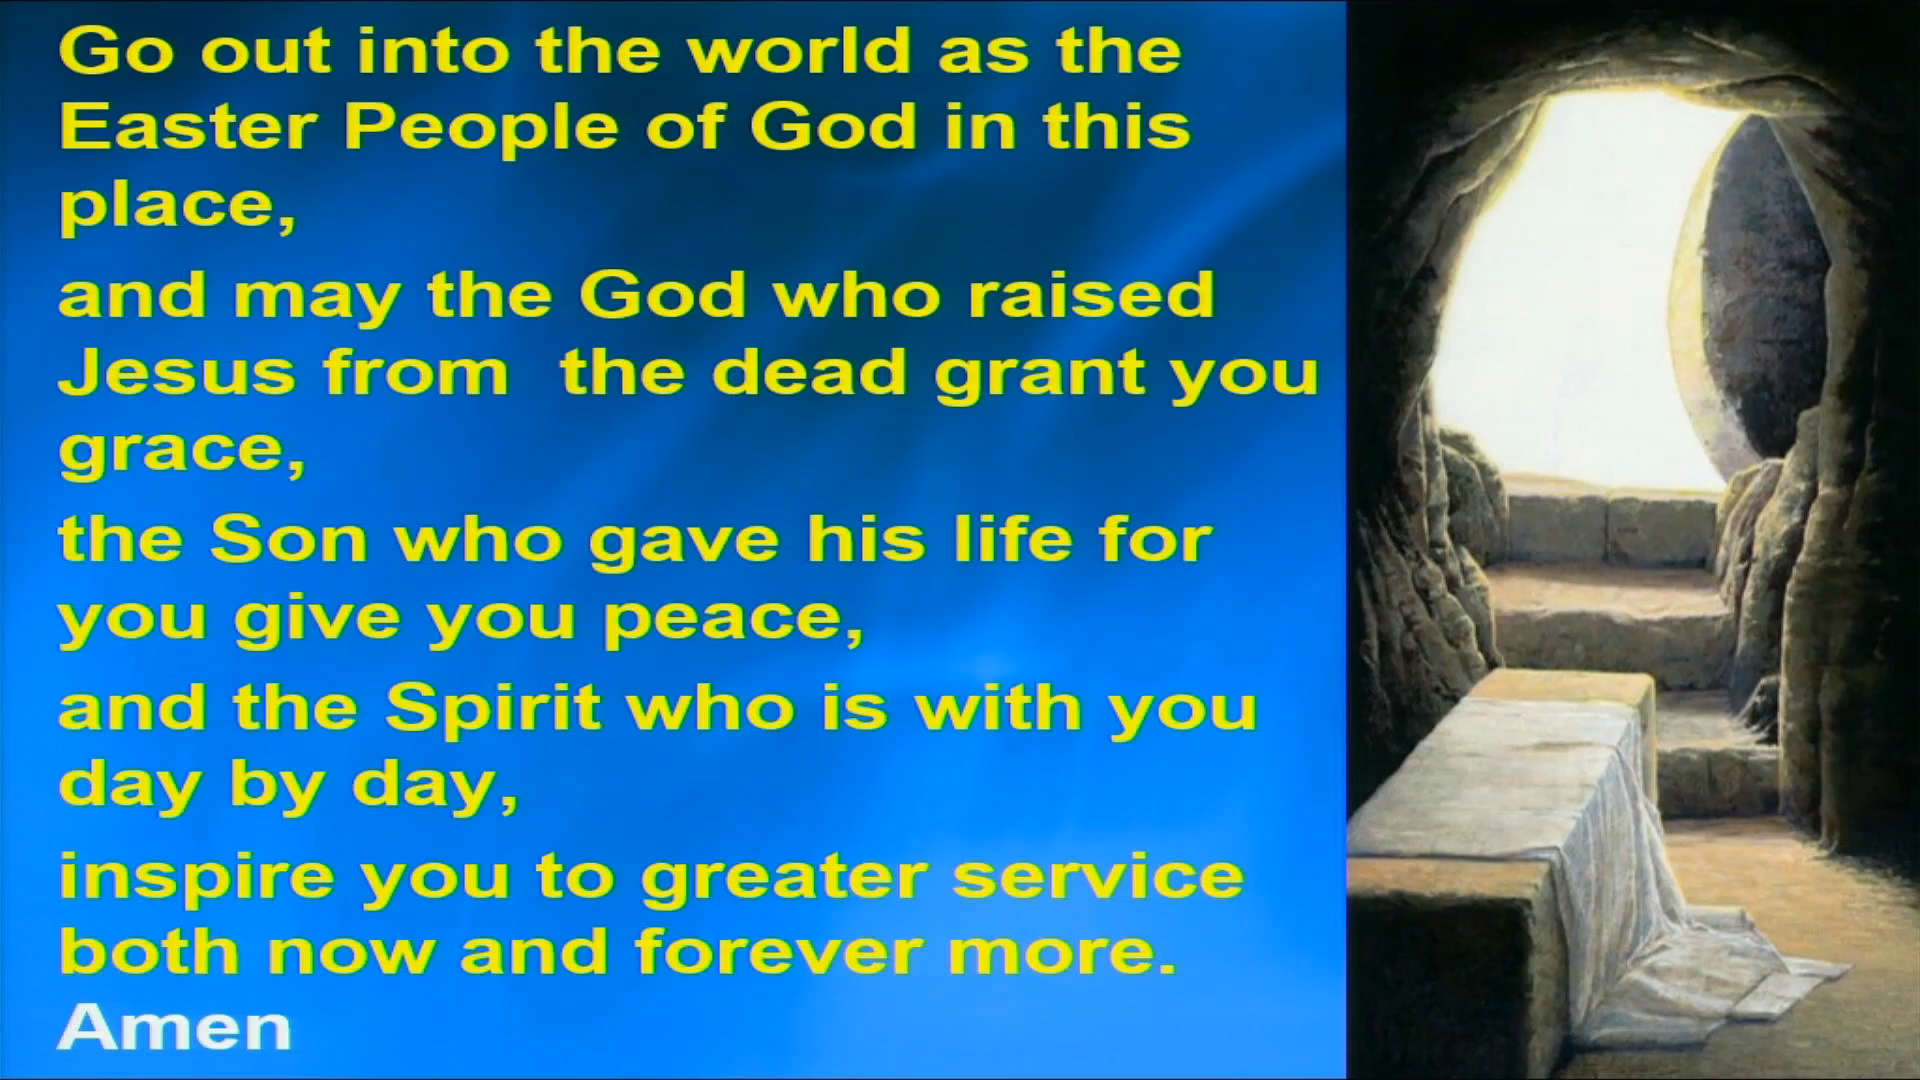 Go out into the world as the
Easter People of God in this
place,
and may the God who raised
Jesus from  the dead grant you
grace,
the Son who gave his life for
you give you peace,
and the Spirit who is with you
day by day,
inspire you to greater service
both now and forever more.
Amen